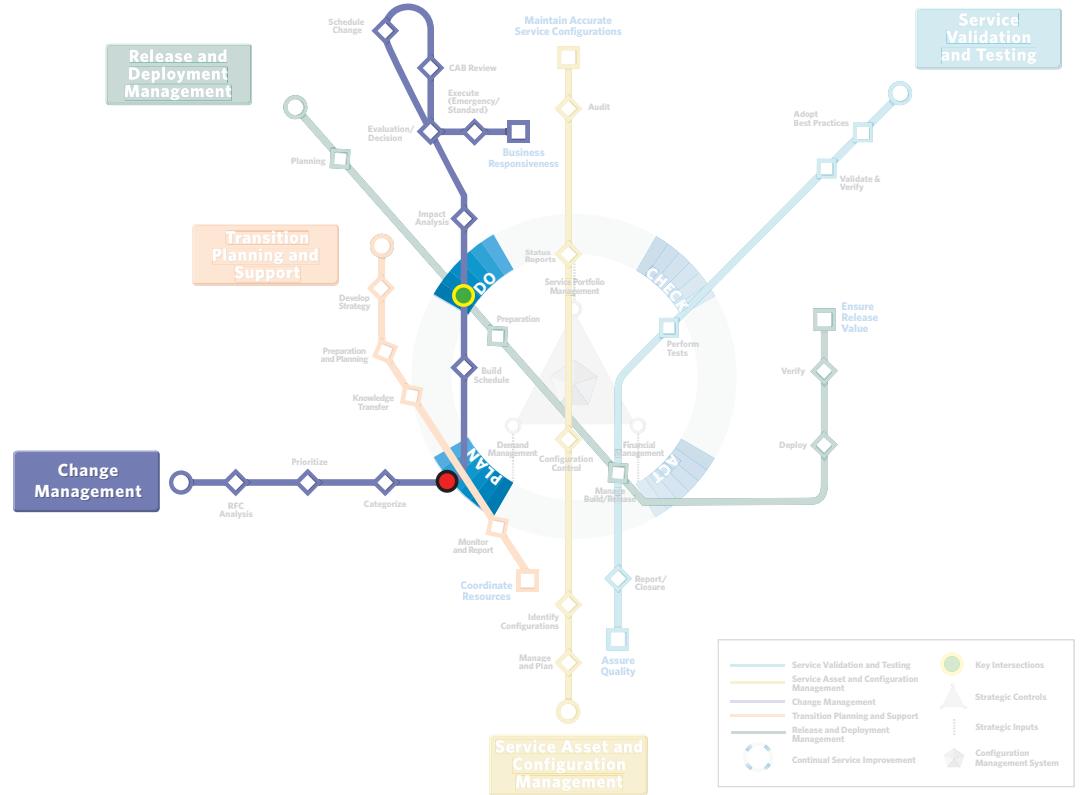 Schedule
Change
Maintain Accurate
Service Configurations
Service
Validation
and Testing
Release and
Deployment
Management
CAB Review
Execute
(Emergency/
Standard)
Audit
Adopt
Best Practices
Evaluation/
Decision
Business
Responsiveness
Planning
Validate &
Verify
Impact
Analysis
Transition
Planning and
Support
Status
Reports
DO
CHECK
Service Portfolio
Management
Develop
Strategy
Ensure
Release
Value
Preparation
Perform
Tests
Preparation
and Planning
Build
Schedule
Verify
Knowledge
Transfer
Demand
Management
Financial
Management
Deploy
Configuration
Control
PLAN
ACT
Change
Management
Prioritize
Manage
Build/Release
RFC
Analysis
Categorize
Monitor
and Report
Coordinate
Resources
Report/
Closure
Identify
Configurations
Manage
and Plan
Assure
Quality
Service Asset and
Configuration
Management
Service Validation and Testing
Service Asset and Configuration
Management
Change Management
Transition Planning and Support
Release and Deployment
Management
Continual Service Improvement
Key Intersections
Strategic Controls
Strategic Inputs
Configuration
Management System